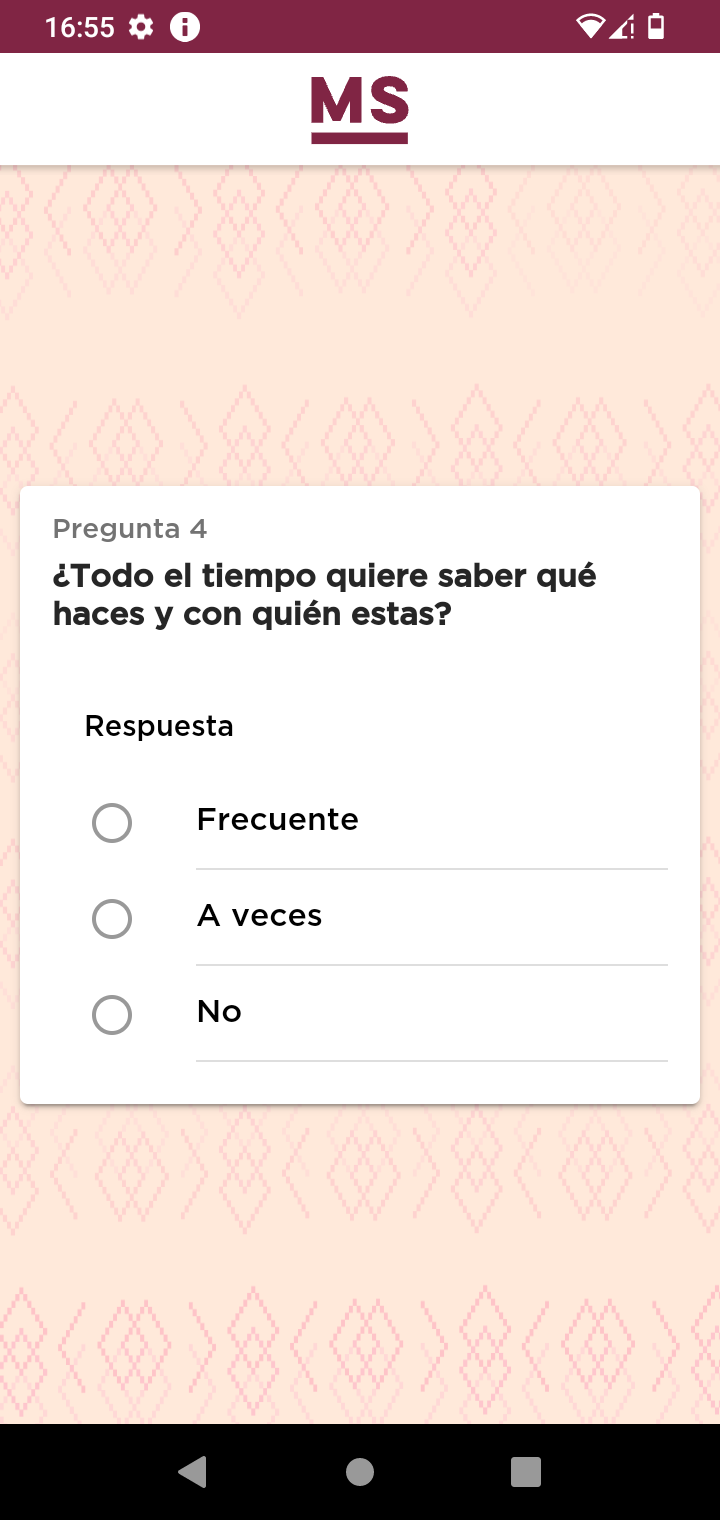 16:55
MS
Pregunta 4
¿Todo el tiempo quiere saber qué
haces y con quién estas?
Respuesta
Frecuente
A veces
No